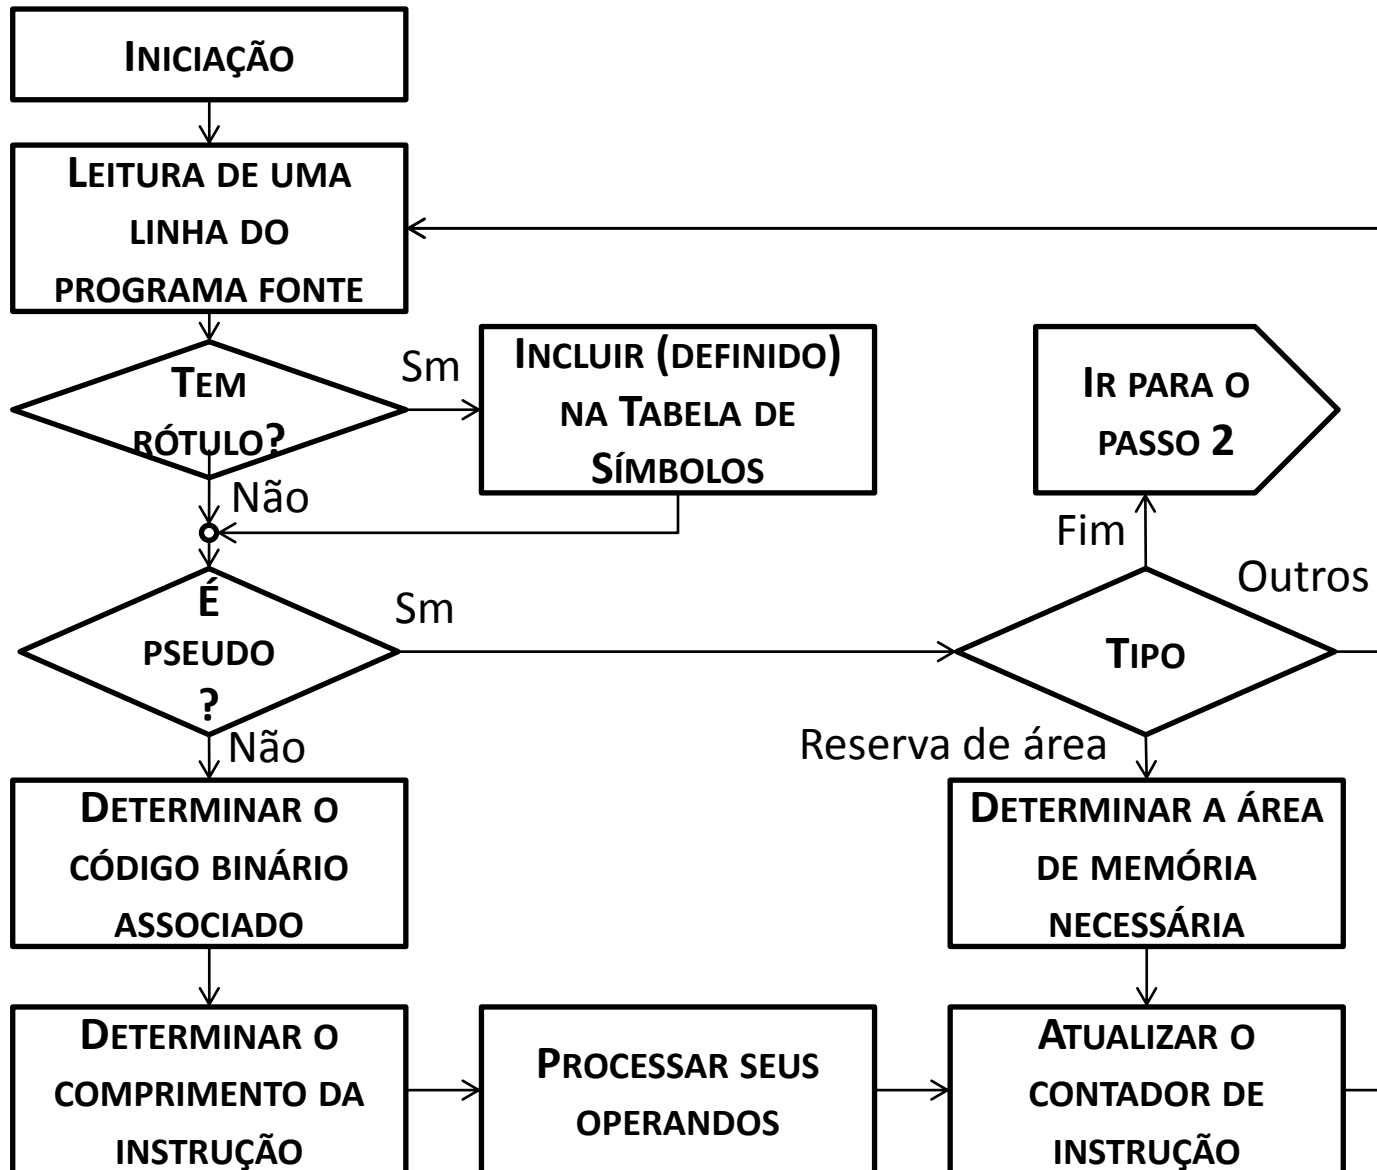 INICIAÇÃO
LEITURA DE UMA
LINHA DO
PROGRAMA FONTE
TEM
RÓTULO?
Sm
INCLUIR (DEFINIDO)
NA TABELA DE
SÍMBOLOS
IR PARA O
PASSO 2
Não
Fim
Outros
É
PSEUDO
?
Sm
TIPO
Não
Reserva de área
DETERMINAR O
CÓDIGO BINÁRIO
ASSOCIADO
DETERMINAR A ÁREA
DE MEMÓRIA
NECESSÁRIA
DETERMINAR O
COMPRIMENTO DA
INSTRUÇÃO
PROCESSAR SEUS
OPERANDOS
ATUALIZAR O
CONTADOR DE
INSTRUÇÃO